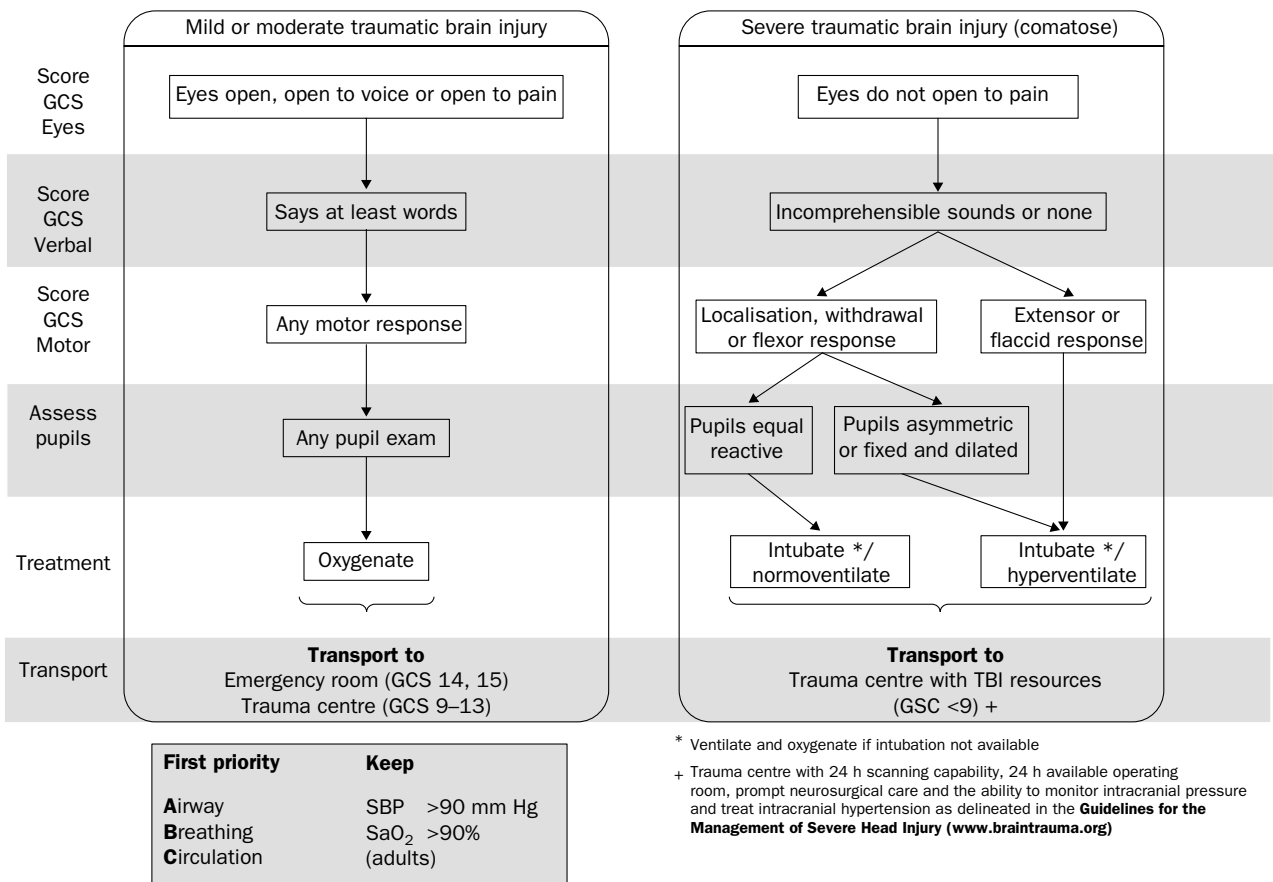 Mild or moderate traumatic brain injury
Severe traumatic brain injury (comatose)
Score
GCS
Eyes
Eyes open, open to voice or open to pain
Eyes do not open to pain
Score
GCS
Verbal
Says at least words
Incomprehensible sounds or none
Score
GCS
Motor
Any motor response
Localisation, withdrawal
or flexor response
Extensor or
flaccid response
Assess
pupils
Any pupil exam
Pupils equal
reactive
Pupils asymmetric
or fixed and dilated
Treatment
Oxygenate
Intubate */
normoventilate
Intubate */
hyperventilate
Transport
Transport to
Emergency room (GCS 14, 15)
Trauma centre (GCS 9–13)
Transport to
Trauma centre with TBI resources
(GSC <9) +
First priority
Airway
Breathing
Circulation
Keep
SBP >90 mm Hg
SaO₂ >90%
(adults)
* Ventilate and oxygenate if intubation not available
+ Trauma centre with 24 h scanning capability, 24 h available operating
room, prompt neurosurgical care and the ability to monitor intracranial pressure
and treat intracranial hypertension as delineated in the Guidelines for the
Management of Severe Head Injury (www.braintrauma.org)